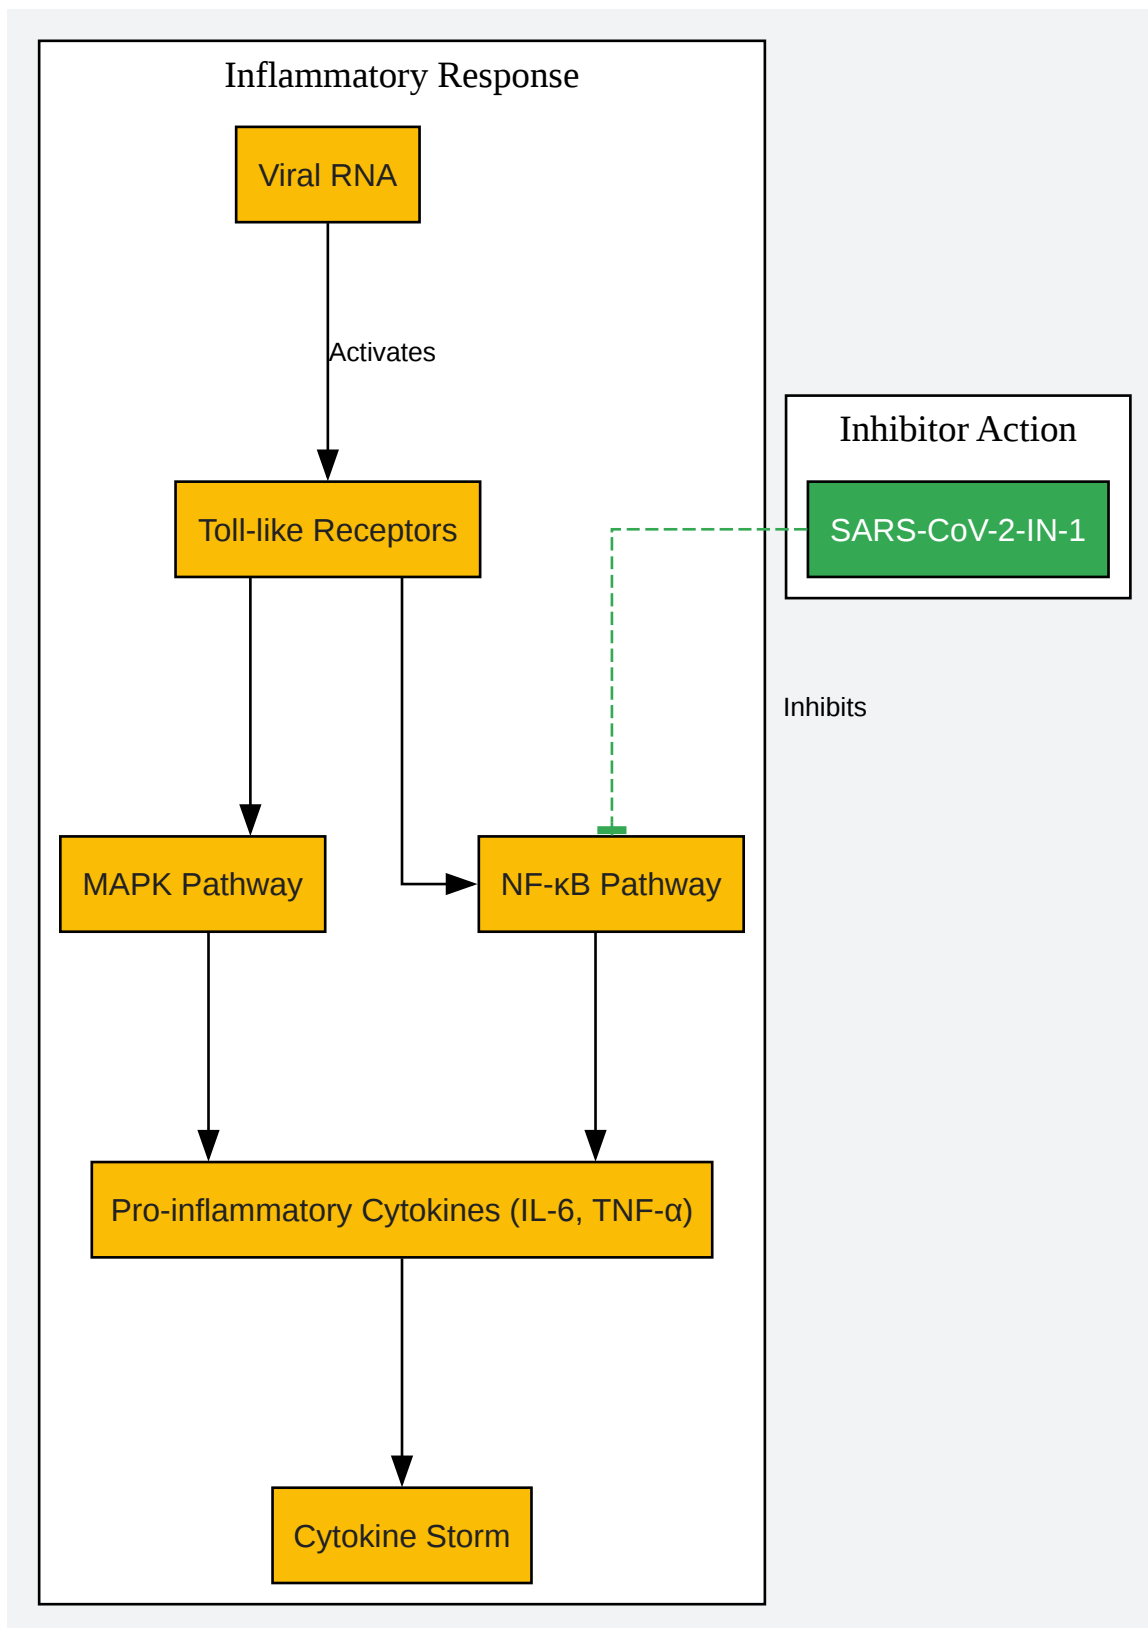 Inflammatory Response
Viral RNA
Activates
Inhibitor Action
Toll-like Receptors
SARS-CoV-2-IN-1
Inhibits
MAPK Pathway
NF-κB Pathway
Pro-inflammatory Cytokines (IL-6, TNF-α)
Cytokine Storm